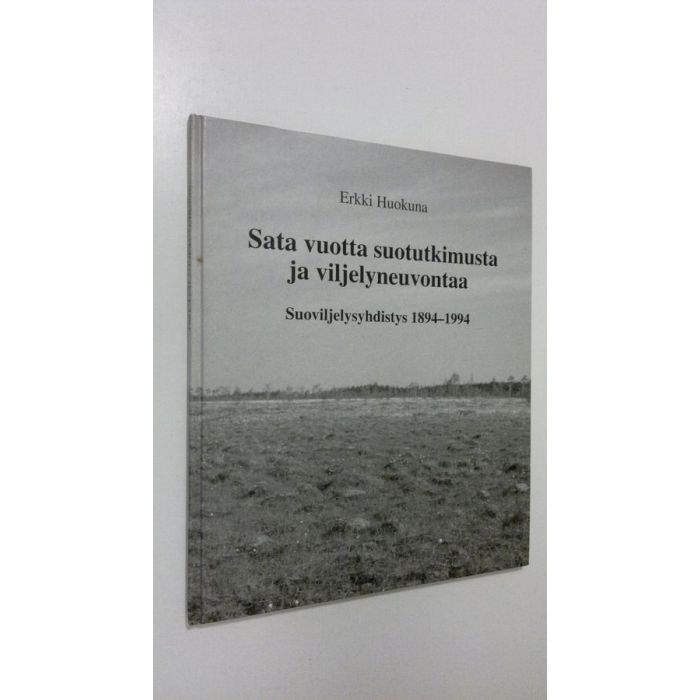 Erkki Huokuna
Sata vuotta suotutkimusta
ja viljelyneuvontaa
Suoviljelysyhdistys 1894–1994